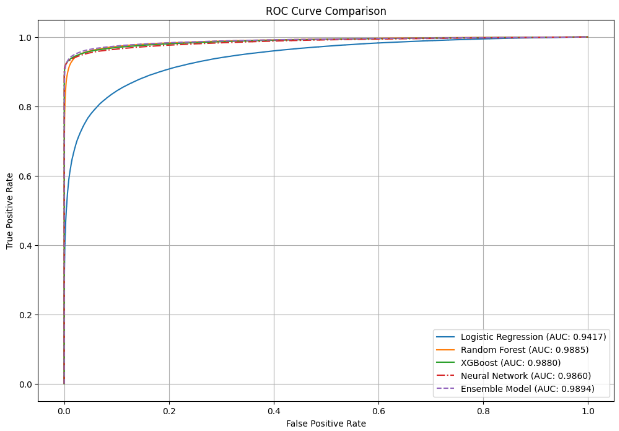 ROC Curve Comparison
1.0
0.8
0.6
0.4
0.2
0.0
True Positive Rate
Logistic Regression (AUC: 0.9417)
Random Forest (AUC: 0.9885)
XGBoost (AUC: 0.9880)
Neural Network (AUC: 0.9860)
Ensemble Model (AUC: 0.9894)
0.0 0.2 0.4 0.6 0.8 1.0
False Positive Rate